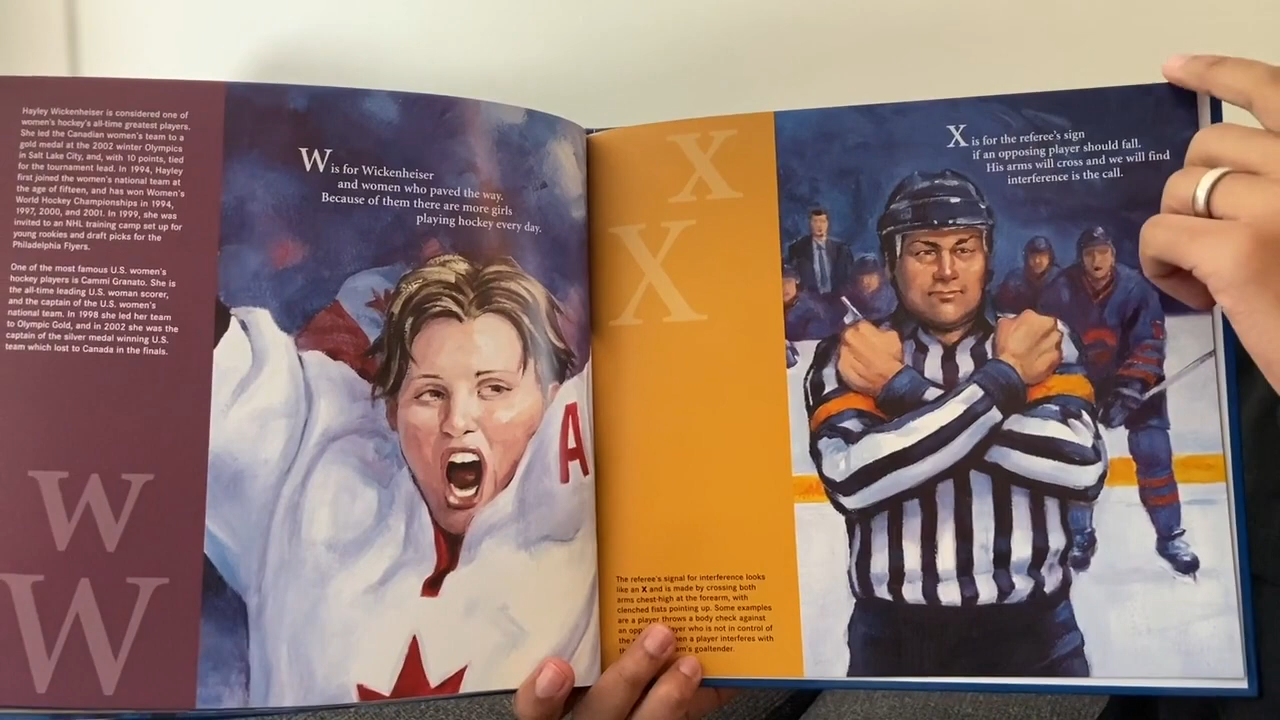 Hayley Wickenheiser is considered one of
women's hockey's all-time greatest players.
She led the Canadian women's team to a
gold medal at the 2002 winter Olympics
in Salt Lake City, and, with 10 points, tied
for the tournament lead. In 1994, Hayley
first joined the women's national team at
the age of fifteen, and has won Women's
World Hockey Championships in 1994,
1997, 2000, and 2001. In 1999, she was
invited to an NHL training camp set up for
young rookies and draft picks for the
Philadelphia Flyers.
One of the most famous U.S. women's
hockey players is Cammi Granato. She is
the all-time leading U.S. woman scorer,
and the captain of the U.S. women's
national team. In 1998 she led her team
to Olympic Gold, and in 2002 she was the
captain of the silver medal winning U.S.
team which lost to Canada in the finals.
W
W
W is for Wickenheiser
and women who paved the way.
Because of them there are more girls
playing hockey every day.
A
X
X
The referee's signal for interference looks
like an X and is made by crossing both
arms chest-high at the forearm, with
clenched fists pointing up. Some examples
are a player throws a body check against
an who is not in control of
the a player interferes with
goaltender.
X is for the referee's sign
if an opposing player should fall.
His arms will cross and we will find
interference is the call.